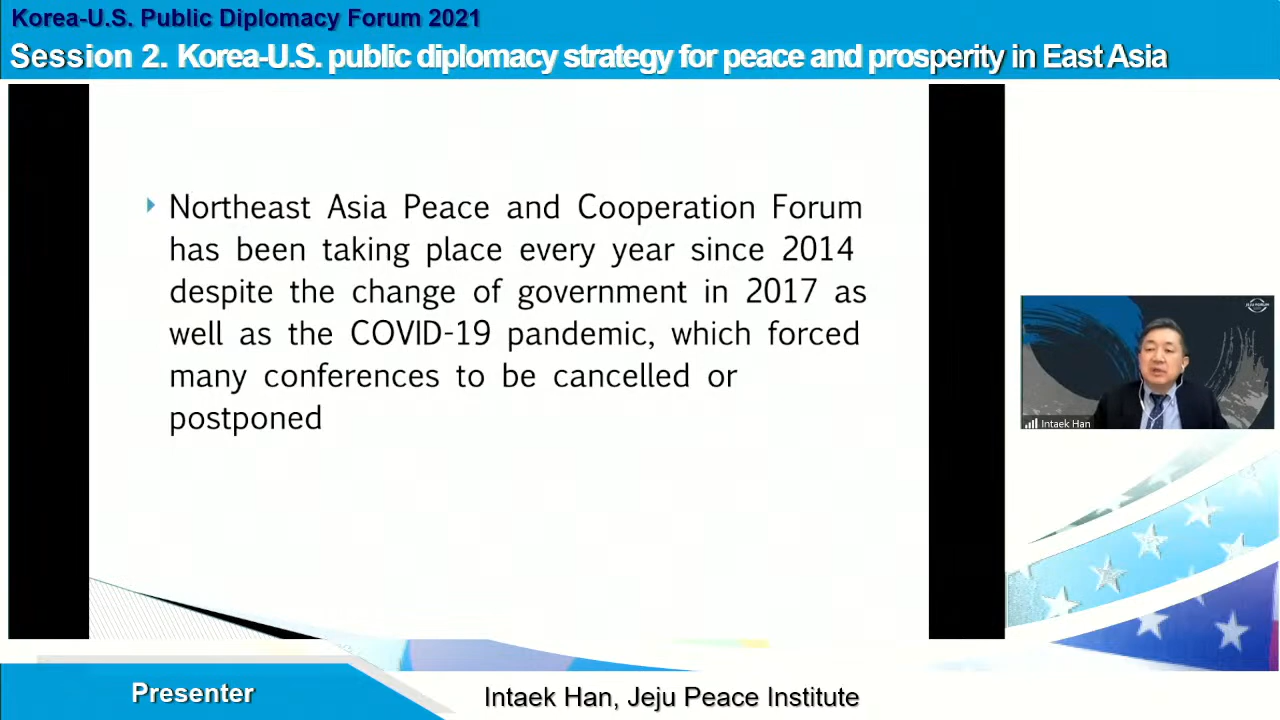 Korea-U.S. Public Diplomacy Forum 2021
Session 2. Korea-U.S. public diplomacy strategy for peace and prosperity in East Asia
Northeast Asia Peace and Cooperation Forum
has been taking place every year since 2014
despite the change of government in 2017 as
well as the COVID-19 pandemic, which forced
many conferences to be cancelled or
postponed
JEJU FORUM
Intaek Han
Presenter
Intaek Han, Jeju Peace Institute